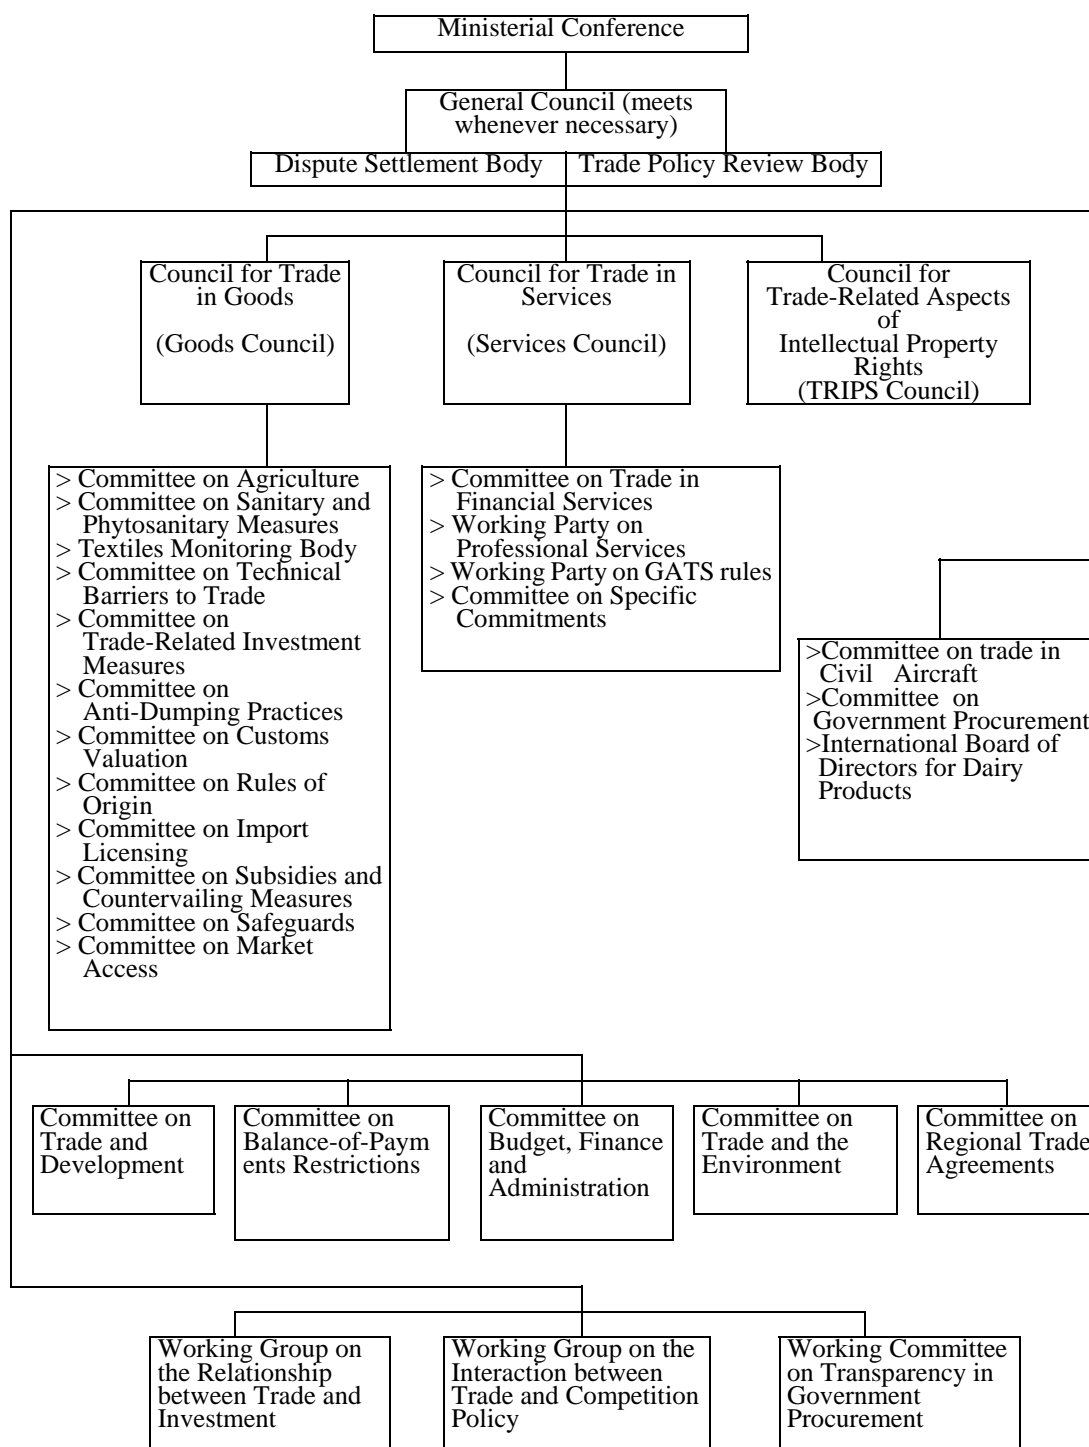 Ministerial Conference
General Council (meets
whenever necessary)
Dispute Settlement Body
Trade Policy Review Body
Council for Trade
in Goods
(Goods Council)
Council for Trade in
Services
(Services Council)
Council for
Trade-Related Aspects
of
Intellectual Property
Rights
(TRIPS Council)
> Committee on Agriculture
> Committee on Sanitary and
Phytosanitary Measures
> Textiles Monitoring Body
> Committee on Technical
Barriers to Trade
> Committee on
Trade-Related Investment
Measures
> Committee on
Anti-Dumping Practices
> Committee on Customs
Valuation
> Committee on Rules of
Origin
> Committee on Import
Licensing
> Committee on Subsidies and
Countervailing Measures
> Committee on Safeguards
> Committee on Market
Access
> Committee on Trade in
Financial Services
> Working Party on
Professional Services
> Working Party on GATS rules
> Committee on Specific
Commitments
>Committee on trade in
Civil Aircraft
>Committee on
Government Procurement
>International Board of
Directors for Dairy
Products
Committee on
Trade and
Development
Committee on
Balance-of-Paym
ents Restrictions
Committee on
Budget, Finance
and
Administration
Committee on
Trade and the
Environment
Committee on
Regional Trade
Agreements
Working Group on
the Relationship
between Trade and
Investment
Working Group on the
Interaction between
Trade and Competition
Policy
Working Committee
on Transparency in
Government
Procurement